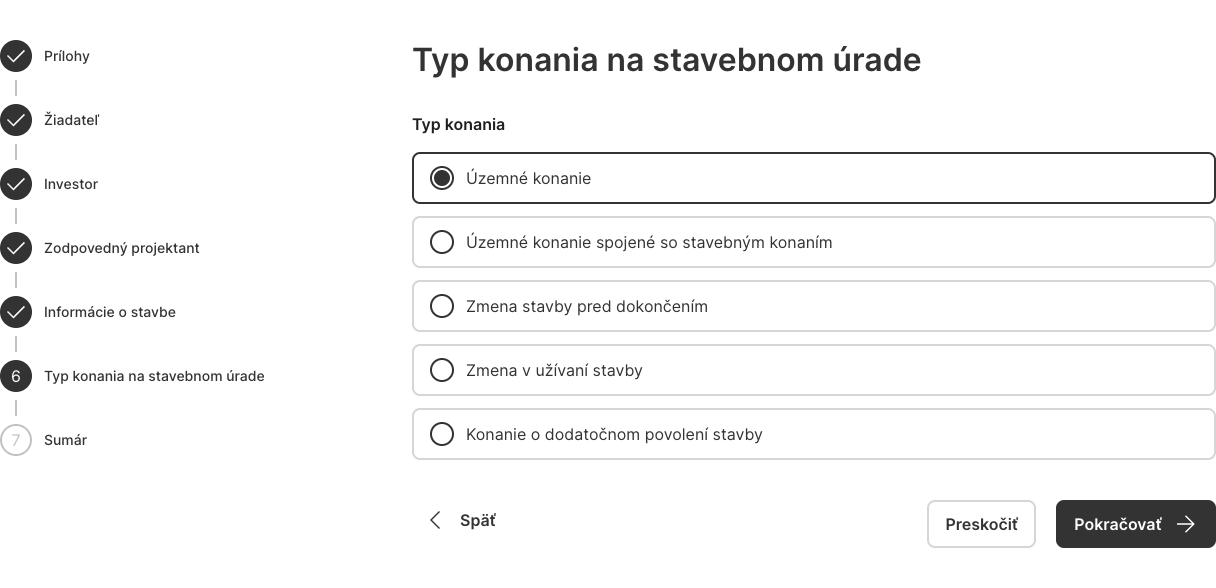 Prílohy
Žiadateľ
Investor
Zodpovedný projektant
Informácie o stavbe
6 Typ konania na stavebnom úrade
7 Sumár
Typ konania na stavebnom úrade
Typ konania
Územné konanie
Územné konanie spojené so stavebným konaním
Zmena stavby pred dokončením
Zmena v užívaní stavby
Konanie o dodatočnom povolení stavby
Späť
Preskočiť
Pokračovať